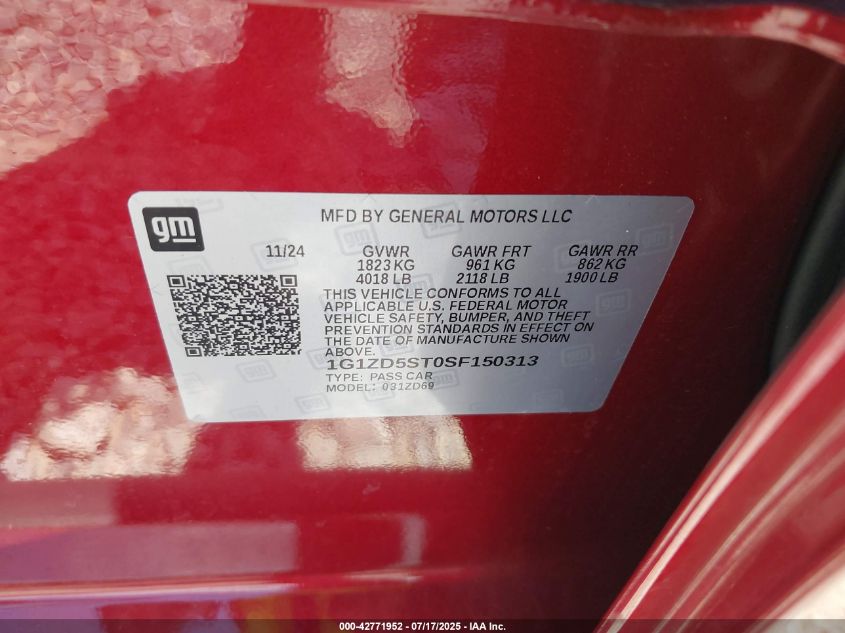 gm
MFD BY GENERAL MOTORS LLC
11/24 GVWR GAWR FRT GAWR RR
1823 KG 961 KG 862 KG
4018 LB 2118 LB 1900 LB
THIS VEHICLE CONFORMS TO ALL
APPLICABLE U.S. FEDERAL MOTOR
VEHICLE SAFETY, BUMPER, AND THEFT
PREVENTION STANDARDS IN EFFECT ON
THE DATE OF MANUFACTURE SHOWN
ABOVE.
1G1ZD5ST0SF150313
TYPE: PASS CAR
MODEL: 031ZD69
000-42771952 - 07/17/2025 - IAA Inc.